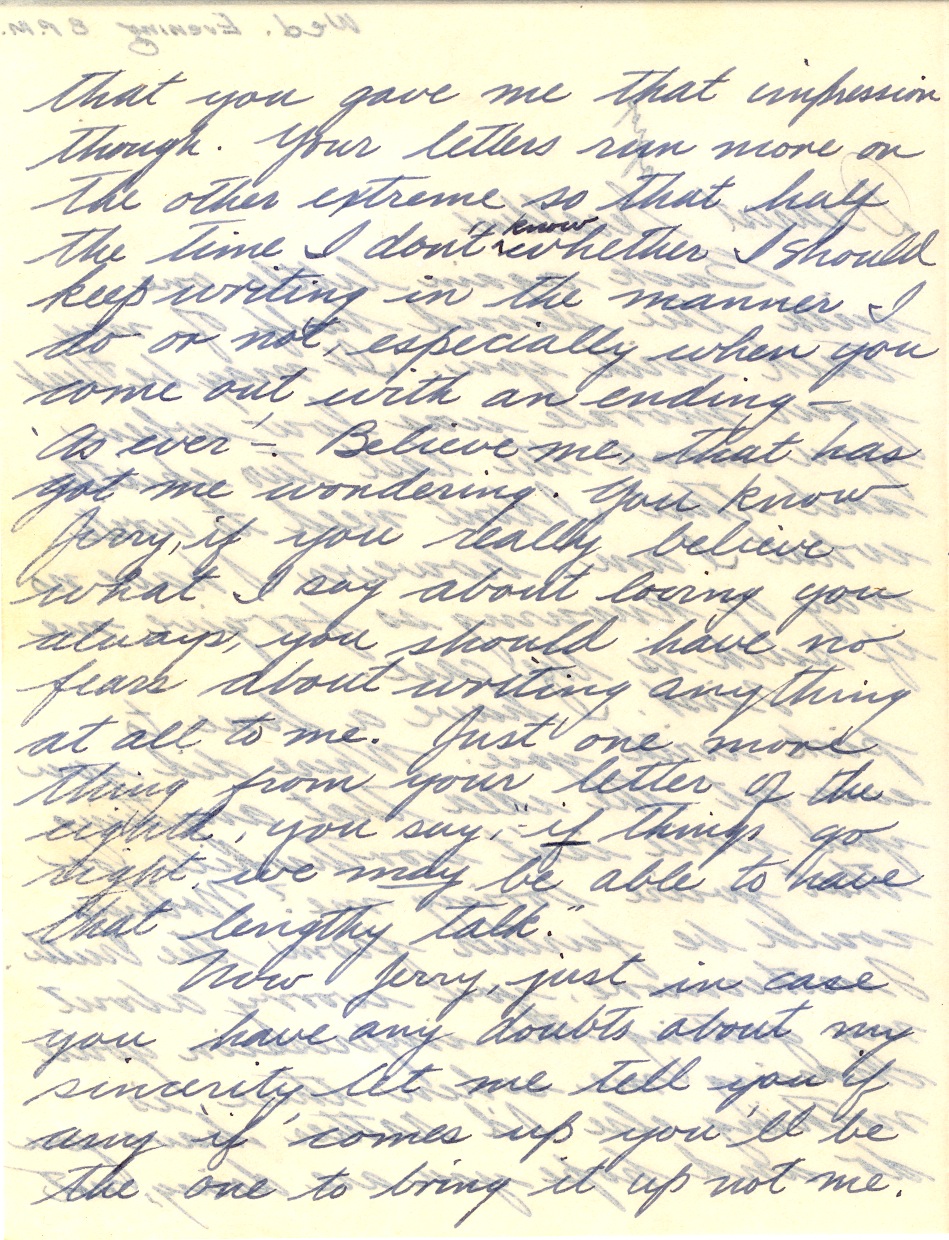 Wed. Evening 8 P.M.
that you gave me that impression
though. Your letters run more on
the other extreme so that half
the time I don't know whether I should
keep writing in the manner I
do or not, especially when you
come out with an ending –
'as ever' –. Believe me, that has
got me wondering. You know
Jerry, if you really believe
what I say about loving you
always, you should have no
fears about writing anything
at all to me. Just one more
thing from your letter of the
eighth, you say, - "if things go
right, we may be able to have
that lengthy talk."
Now Jerry, just in case
you have any doubts about my
sincerity let me tell you if
any 'if' comes up you'll be
the one to bring it up not me.